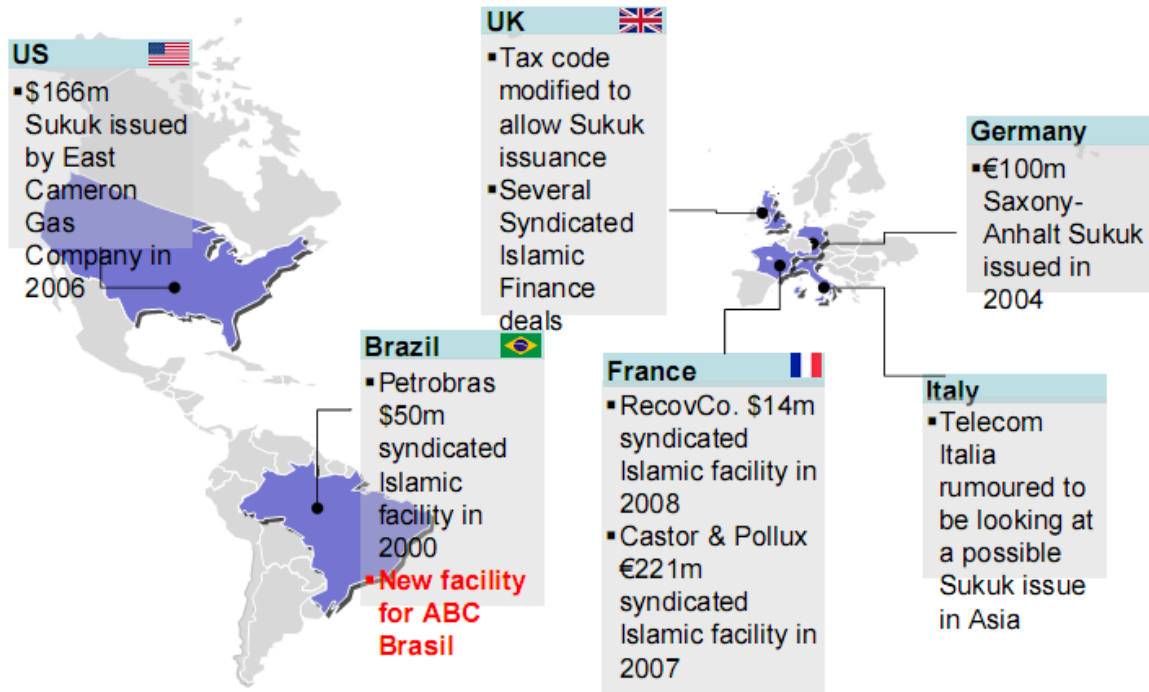 US
▪$166m
Sukuk issued
by East
Cameron
Gas
Company in
2006
UK
▪Tax code
modified to
allow Sukuk
issuance
▪Several
Syndicated
Islamic
Finance
deals
Germany
▪€100m
Saxony-
Anhalt Sukuk
issued in
2004
Brazil
▪Petrobras
$50m
syndicated
Islamic
facility in
2000
▪New facility
for ABC
Brasil
France
▪RecovCo. $14m
syndicated
Islamic facility in
2008
▪Castor & Pollux
€221m
syndicated
Islamic facility in
2007
Italy
▪Telecom
Italia
rumoured to
be looking at
a possible
Sukuk issue
in Asia